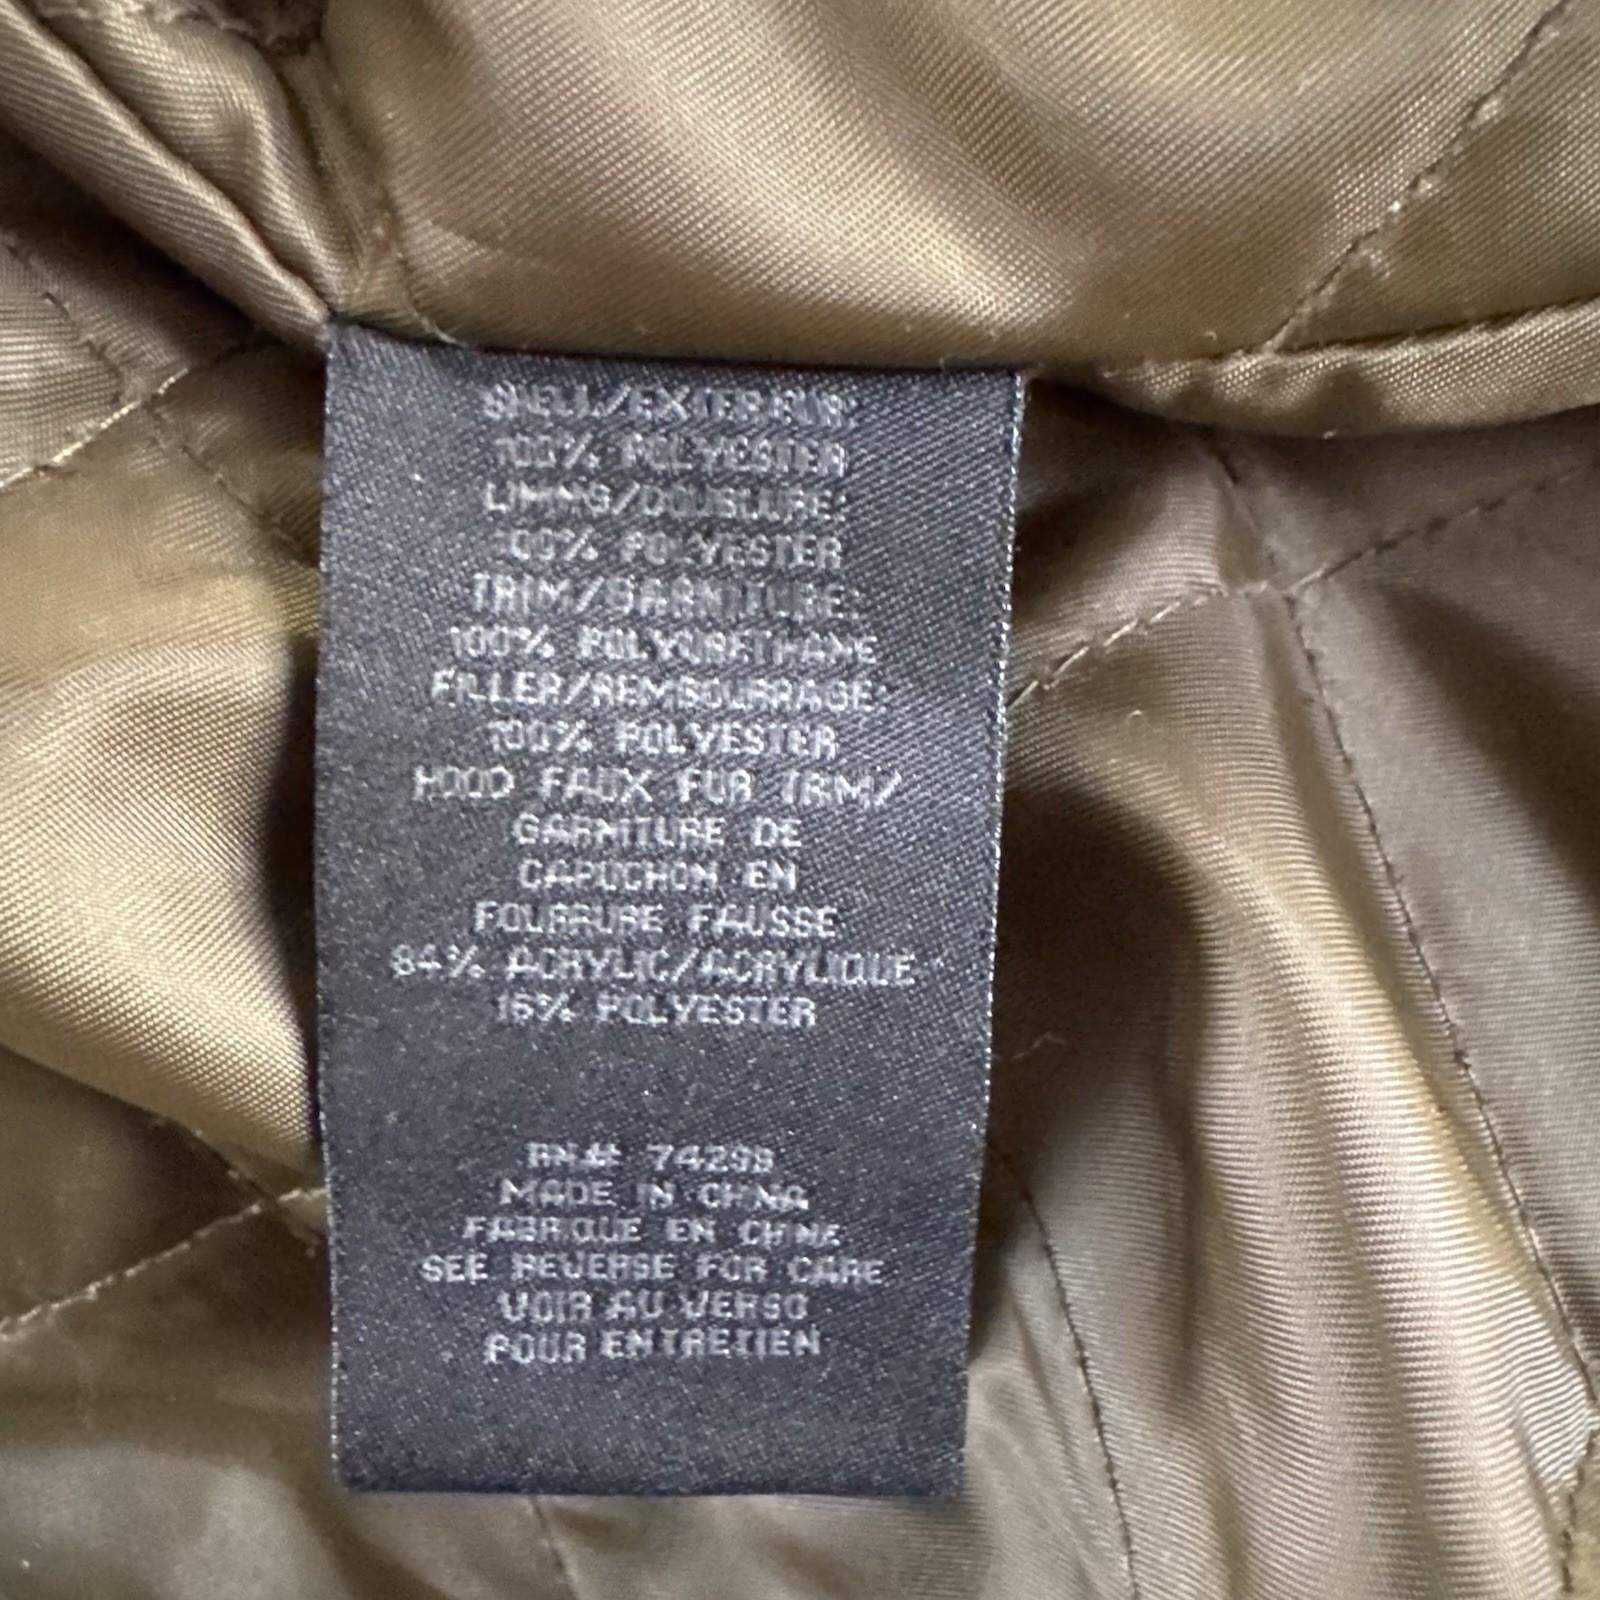 SHELL/EXTERIEUR:
100% POLYESTER
LINING/DOUBLURE:
100% POLYESTER
TRIM/GARNITURE:
100% POLYURETHANE
FILLER/REMBOURRAGE:
100% POLYESTER
HOOD FAUX FUR TRIM/
GARNITURE DE
CAPUCHON EN
FOURRURE FAUSSE
84% ACRYLIC/ACRYLIQUE
16% POLYESTER
RN# 74299
MADE IN CHINA
FABRIQUE EN CHINE
SEE REVERSE FOR CARE
VOIR AU VERSO
POUR ENTRETIEN